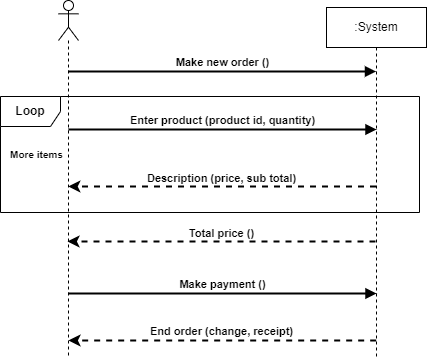 :System
Make new order ()
Loop
Enter product (product id, quantity)
More items
Description (price, sub total)
Total price ()
Make payment ()
End order (change, receipt)